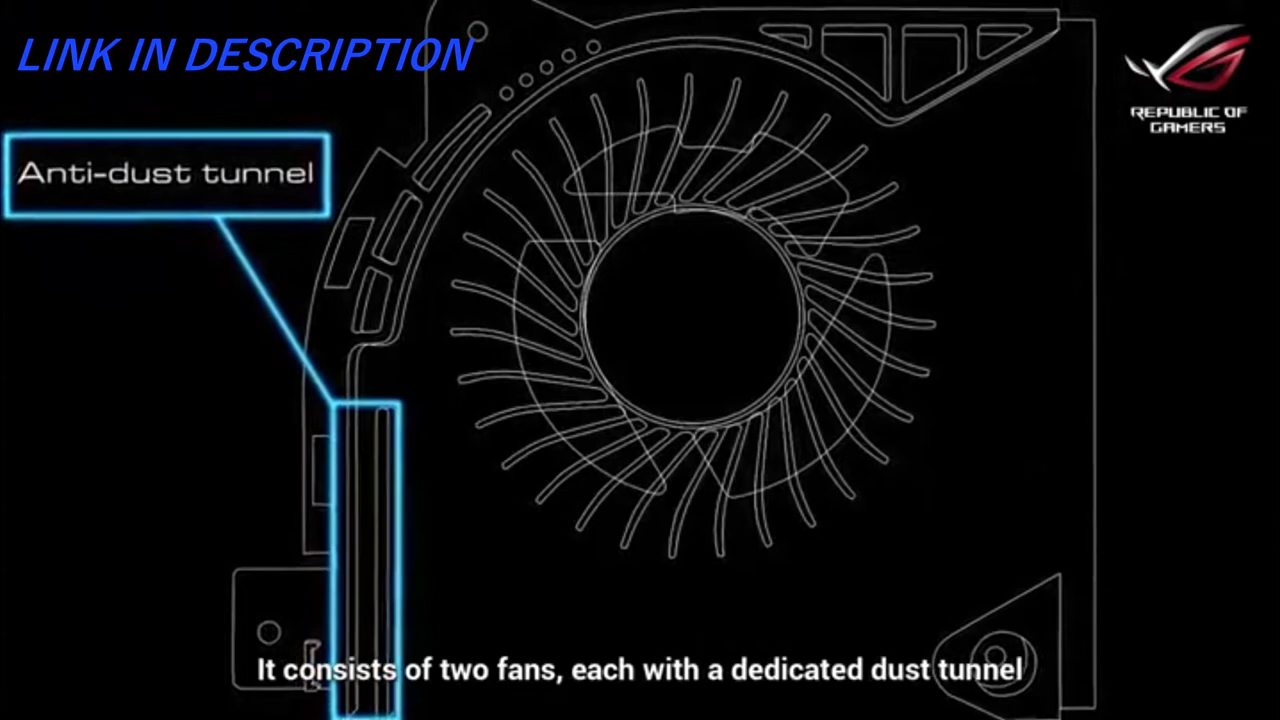 LINK IN DESCRIPTION
REPUBLIC OF
GAMERS
Anti-dust tunnel
It consists of two fans, each with a dedicated dust tunnel